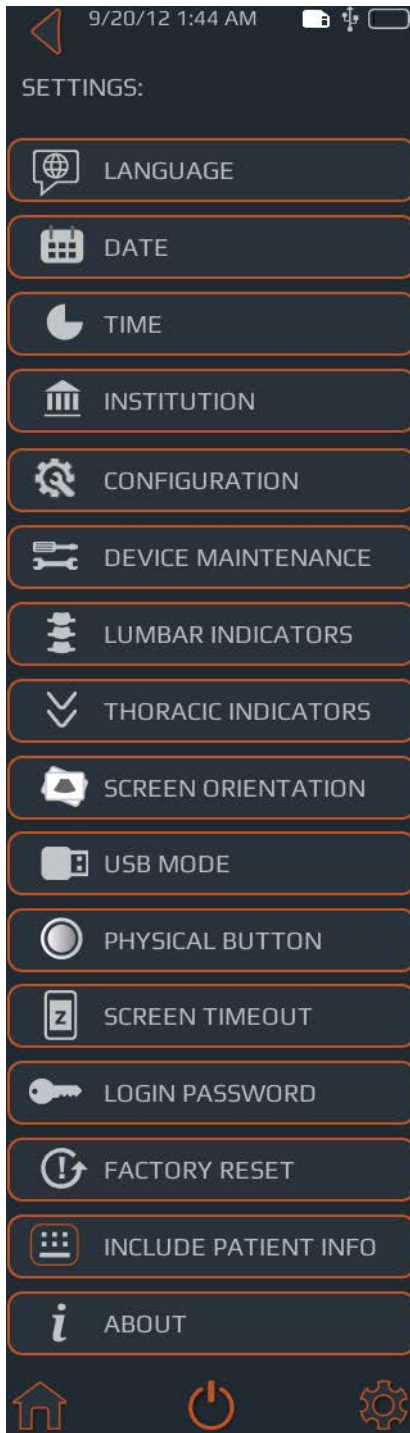 9/20/12 1:44 AM
SETTINGS:
LANGUAGE
DATE
TIME
INSTITUTION
CONFIGURATION
DEVICE MAINTENANCE
LUMBAR INDICATORS
THORACIC INDICATORS
SCREEN ORIENTATION
USB MODE
PHYSICAL BUTTON
Z
SCREEN TIMEOUT
LOGIN PASSWORD
FACTORY RESET
INCLUDE PATIENT INFO
i
ABOUT